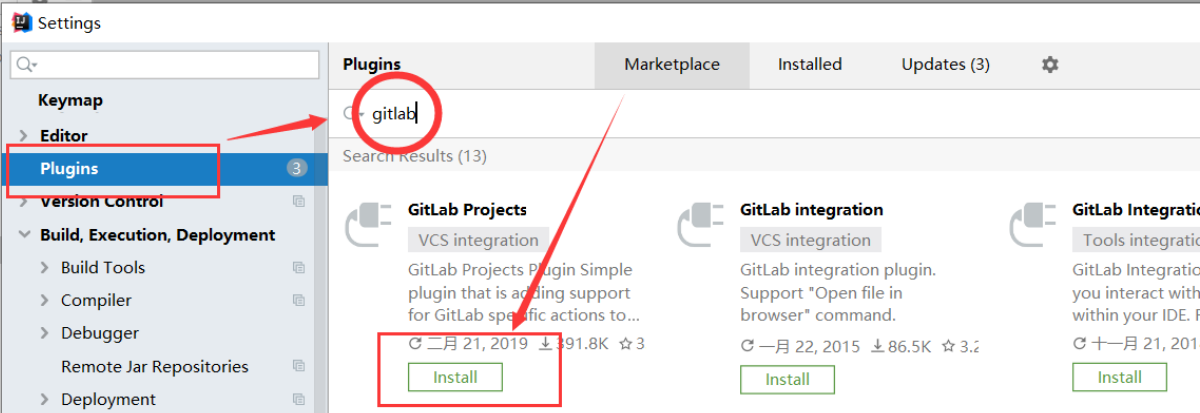 Settings
Plugins
Marketplace
Installed
Updates (3)
Keymap
Editor
Plugins
3
Version Control
Build, Execution, Deployment
Build Tools
Compiler
Debugger
Remote Jar Repositories
Deployment
gitlab
Search Results (13)
GitLab Projects
VCS integration
GitLab Projects Plugin Simple
plugin that is adding support
for GitLab specific actions to...
二月 21, 2019 391.8K 3
Install
GitLab integration
VCS integration
GitLab integration plugin.
Support "Open file in
browser" command.
一月 22, 2015 86.5K 3.2
Install
GitLab Integratio
Tools integratio
GitLab Integration
you interact with
within your IDE.
十一月 21, 201
Install